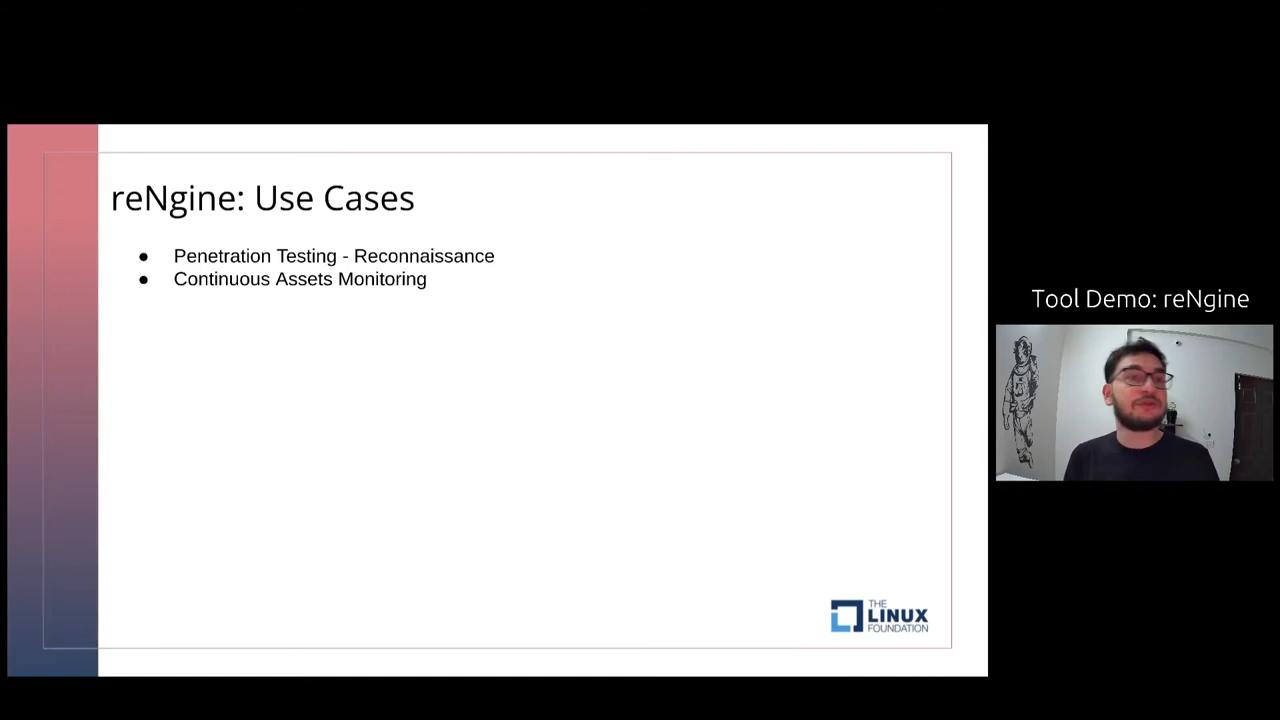 reNgine: Use Cases
● Penetration Testing - Reconnaissance
● Continuous Assets Monitoring
Tool Demo: reNgine
THE
LINUX
FOUNDATION